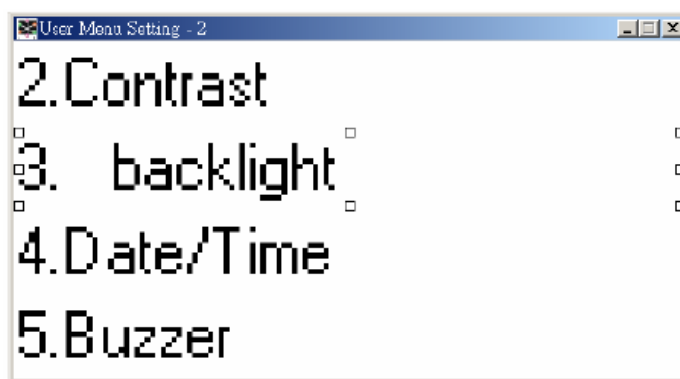 User Menu Setting - 2
2.Contrast
3. backlight
4.Date/Time
5.Buzzer